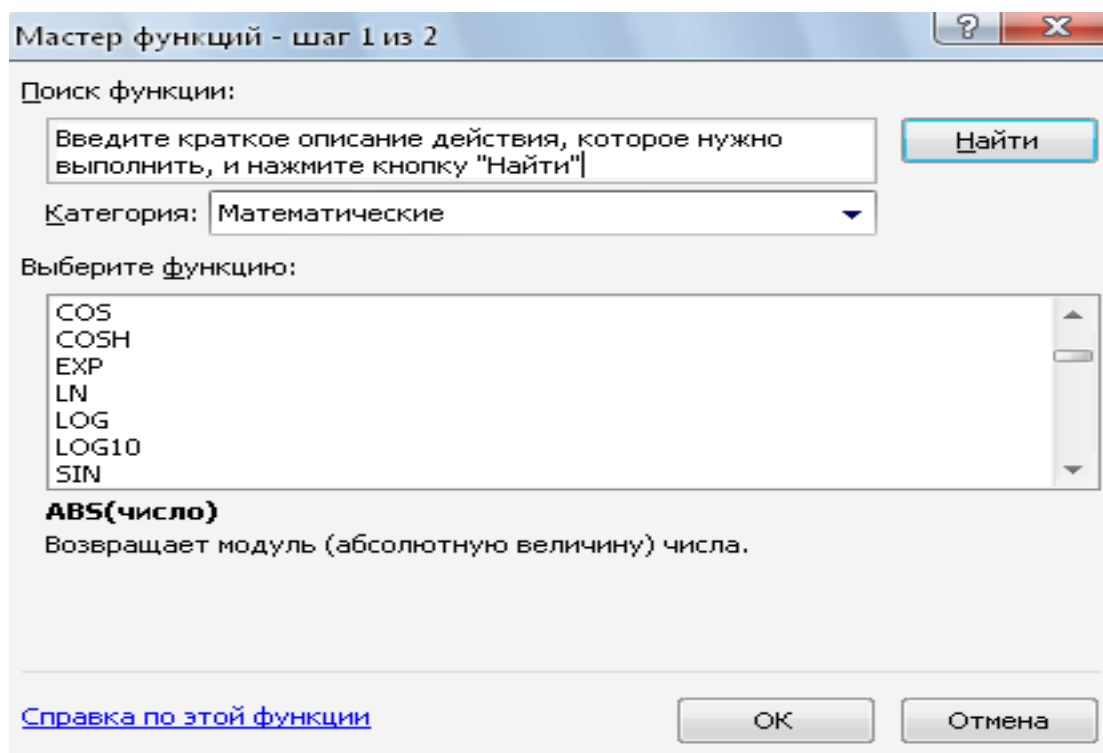 Мастер функций - шаг 1 из 2
?
Поиск функции:
Введите краткое описание действия, которое нужно
выполнить, и нажмите кнопку "Найти"
Найти
Категория: Математические
Выберите функцию:
COS
COSH
EXP
LN
LOG
LOG10
SIN
ABS(число)
Возвращает модуль (абсолютную величину) числа.
Справка по этой функции
ОК
Отмена